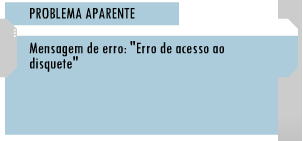 PROBLEMA APARENTE
Mensagem de erro: "Erro de acesso ao
disquete"